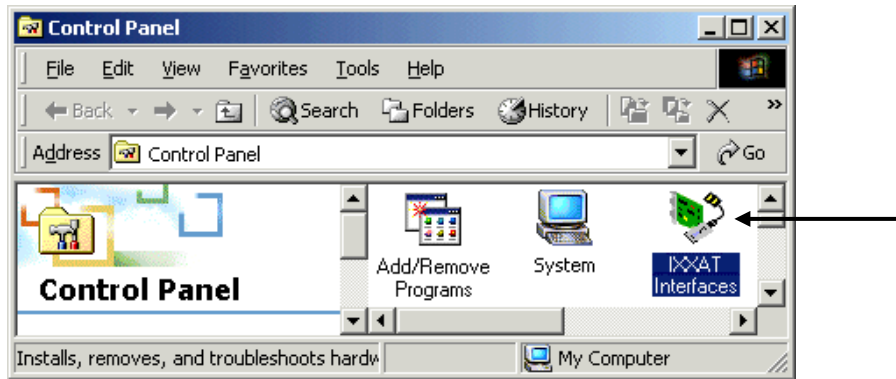 Control Panel
File Edit View Favorites Tools Help
Back Search Folders History »
Address Control Panel Go
Control Panel
Add/Remove
Programs
System
IXXAT
Interfaces
Installs, removes, and troubleshoots hardw
My Computer